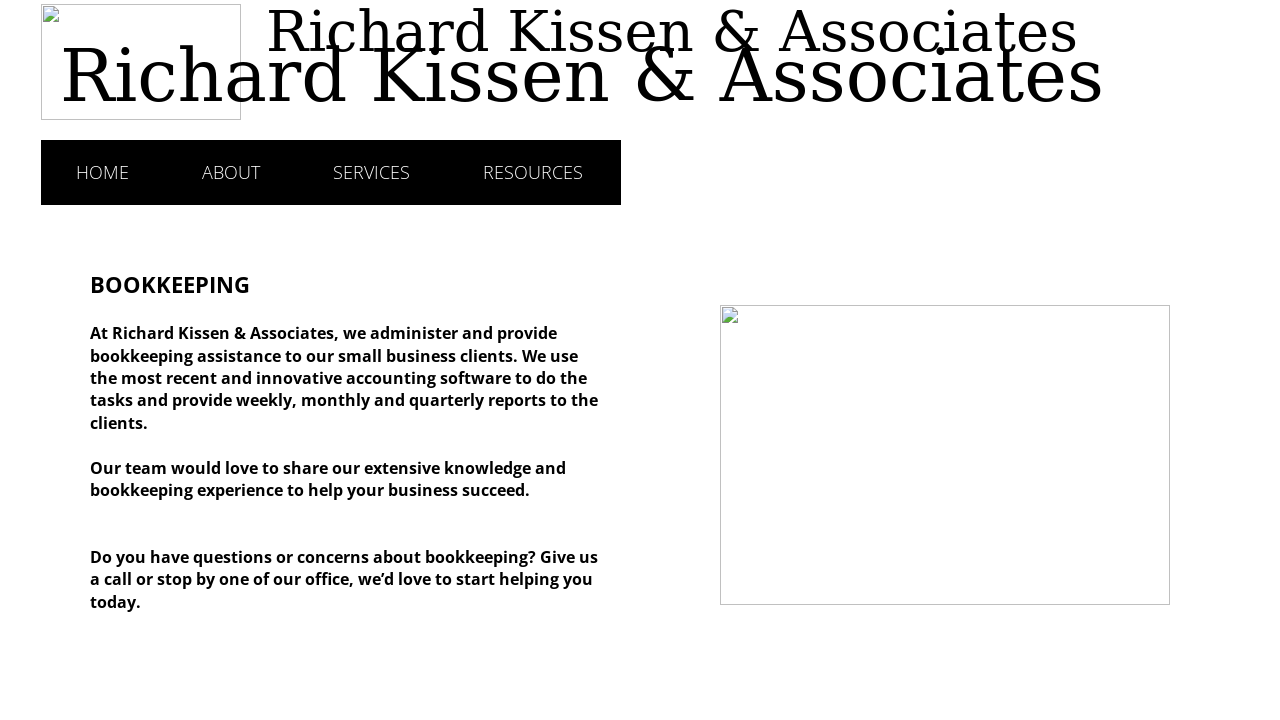 Richard Kissen & Associates
Richard Kissen & Associates
HOME ABOUT SERVICES RESOURCES
BOOKKEEPING
At Richard Kissen & Associates, we administer and provide
bookkeeping assistance to our small business clients. We use
the most recent and innovative accounting software to do the
tasks and provide weekly, monthly and quarterly reports to the
clients.
Our team would love to share our extensive knowledge and
bookkeeping experience to help your business succeed.
Do you have questions or concerns about bookkeeping? Give us
a call or stop by one of our office, we’d love to start helping you
today.